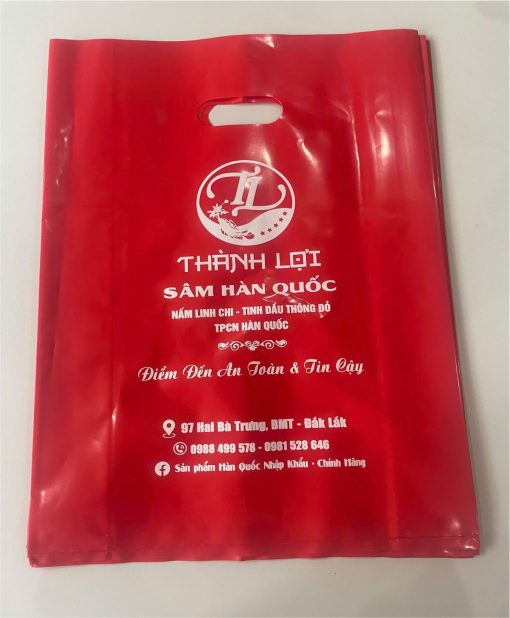 TL
THÀNH LỢI
SÂM HÀN QUỐC
NẤM LINH CHI - TINH DẦU THÔNG ĐỎ
TPCN HÀN QUỐC
Điểm Đến An Toàn & Tin Cậy
97 Hai Bà Trưng, BMT - Đắk Lắk
0988 499 578 - 0981 528 646
Sản phẩm Hàn Quốc Nhập Khẩu - Chính Hãng